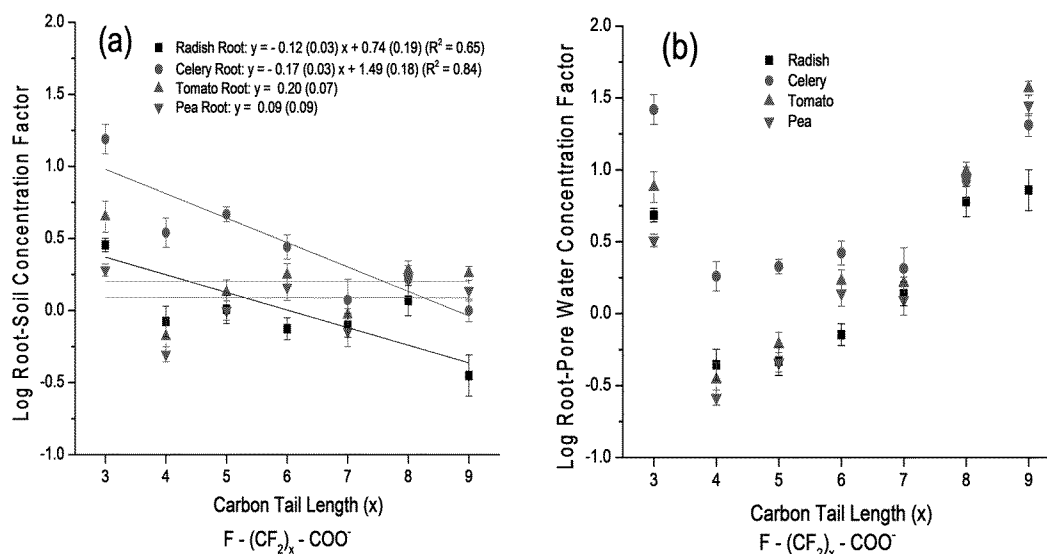 (a)
Radish Root: y = - 0.12 (0.03) x + 0.74 (0.19) (R² = 0.65)
Celery Root: y = - 0.17 (0.03) x + 1.49 (0.18) (R² = 0.84)
Tomato Root: y = 0.20 (0.07)
Pea Root: y = 0.09 (0.09)
Log Root-Soil Concentration Factor
2.0
1.5
1.0
0.5
0.0
-0.5
-1.0
3 4 5 6 7 8 9
Carbon Tail Length (x)
F - (CF₂)ₓ - COO⁻
(b)
Radish
Celery
Tomato
Pea
Log Root-Pore Water Concentration Factor
2.0
1.5
1.0
0.5
0.0
-0.5
-1.0
3 4 5 6 7 8 9
Carbon Tail Length (x)
F - (CF₂)ₓ - COO⁻